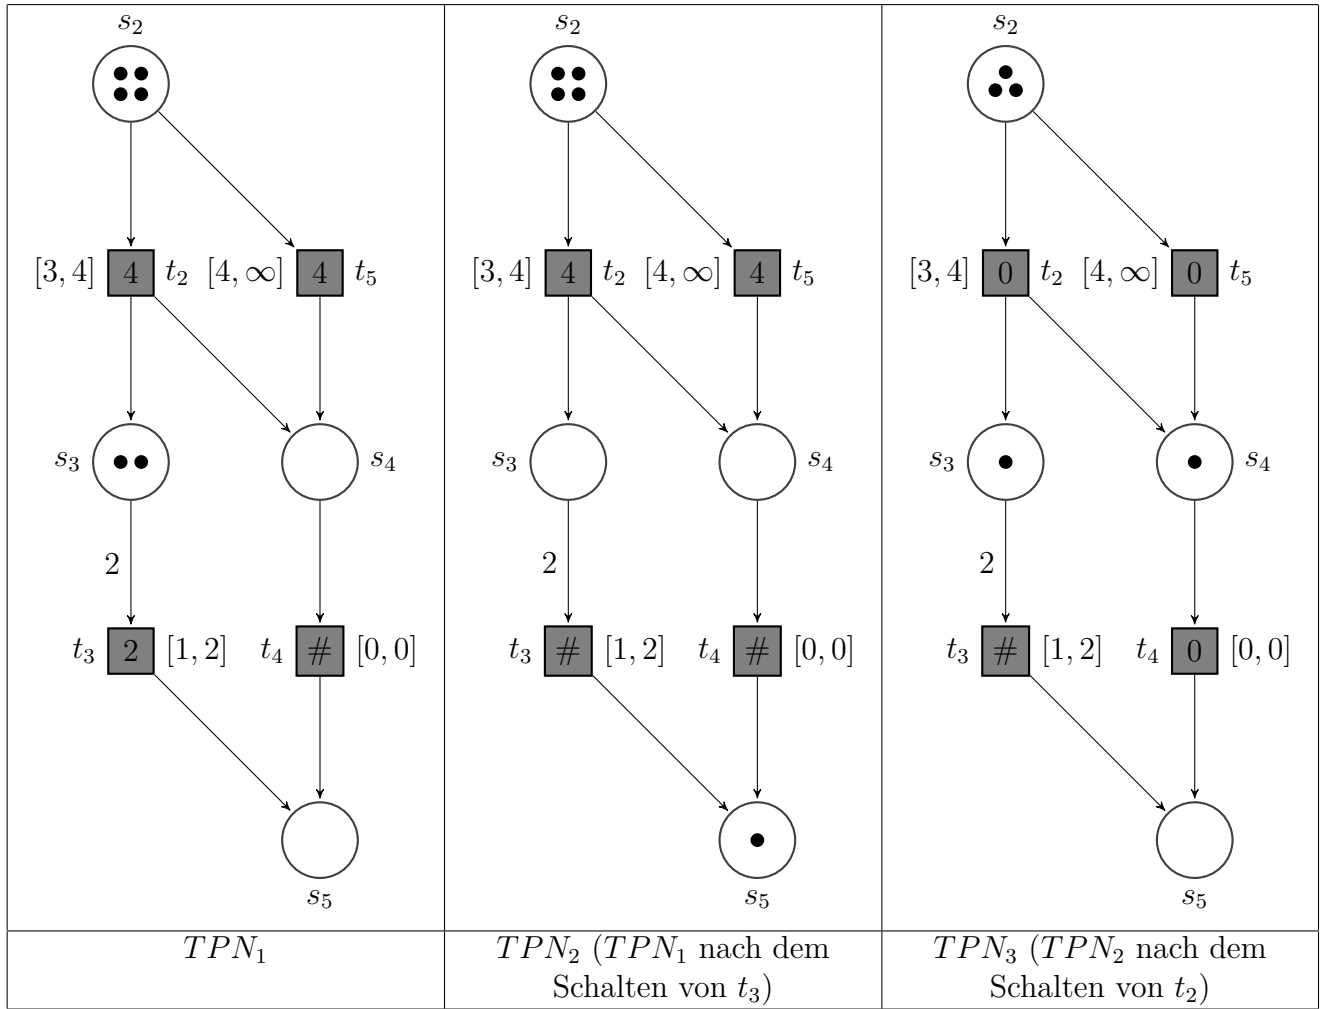 s2 s2 s2
[3, 4] 4 t2 [4, ∞] 4 t5 [3, 4] 4 t2 [4, ∞] 4 t5 [3, 4] 0 t2 [4, ∞] 0 t5
s3 s4 s3 s4 s3 s4
2 2 2
t3 2 [1, 2] t4 # [0, 0] t3 # [1, 2] t4 # [0, 0] t3 # [1, 2] t4 0 [0, 0]
s5 s5 s5
TPN1
TPN2 (TPN1 nach dem
Schalten von t3)
TPN3 (TPN2 nach dem
Schalten von t2)